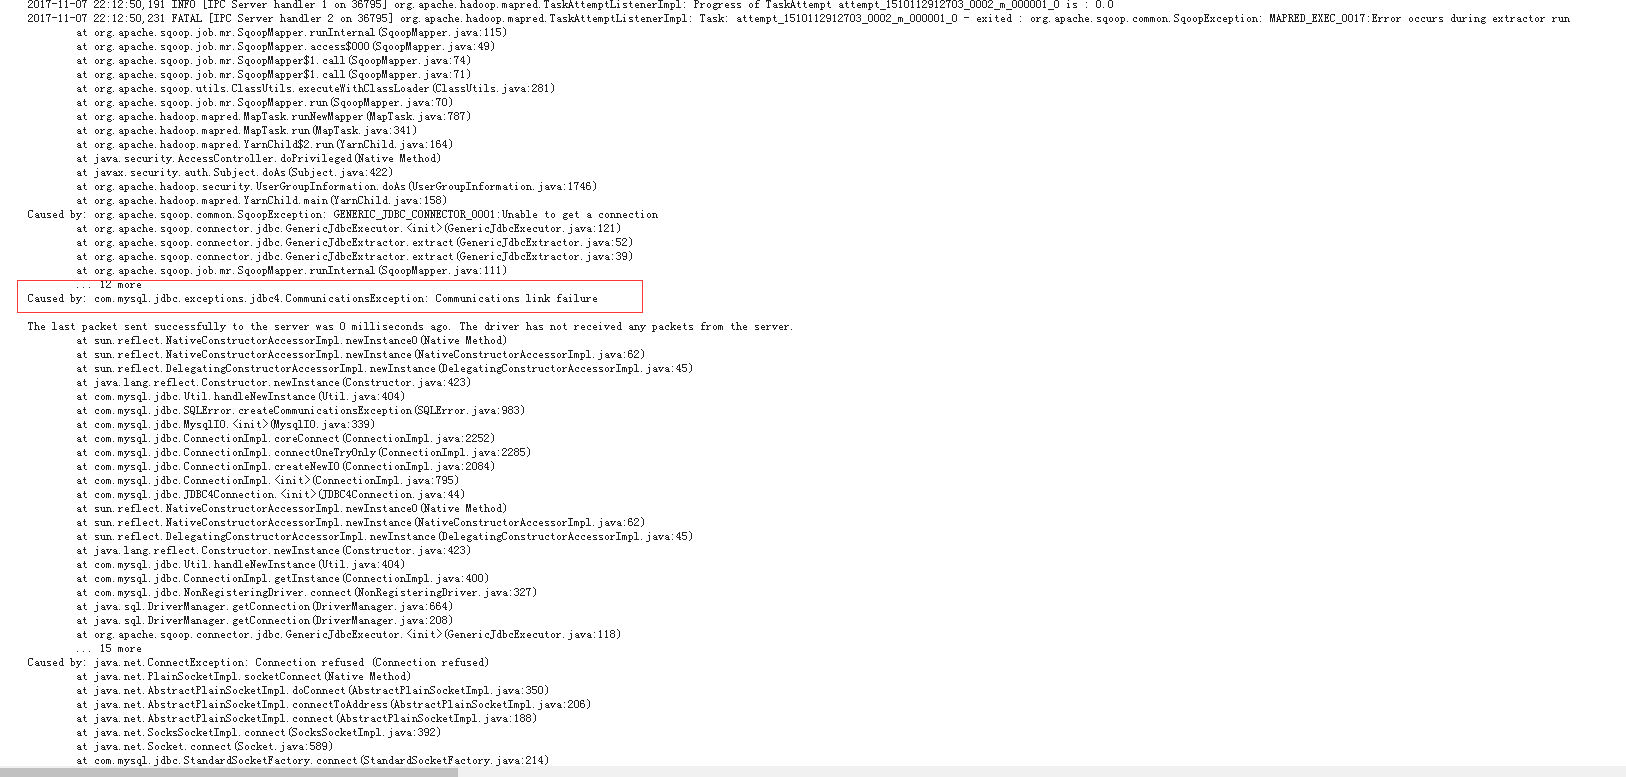 2017-11-07 22:12:50,191 INFO [IPC Server handler 1 on 36795] org.apache.hadoop.mapred.TaskAttemptListenerImpl: Progress of TaskAttempt attempt_1510112912703_0002_m_000001_0 is : 0.0
2017-11-07 22:12:50,231 FATAL [IPC Server handler 2 on 36795] org.apache.hadoop.mapred.TaskAttemptListenerImpl: Task: attempt_1510112912703_0002_m_000001_0 - exited : org.apache.sqoop.common.SqoopException: MAPRED_EXEC_0017:Error occurs during extractor run
at org.apache.sqoop.job.mr.SqoopMapper.runInternal(SqoopMapper.java:115)
at org.apache.sqoop.job.mr.SqoopMapper.access$000(SqoopMapper.java:49)
at org.apache.sqoop.job.mr.SqoopMapper$1.call(SqoopMapper.java:74)
at org.apache.sqoop.job.mr.SqoopMapper$1.call(SqoopMapper.java:71)
at org.apache.sqoop.utils.ClassUtils.executeWithClassLoader(ClassUtils.java:281)
at org.apache.sqoop.job.mr.SqoopMapper.run(SqoopMapper.java:70)
at org.apache.hadoop.mapred.MapTask.runNewMapper(MapTask.java:787)
at org.apache.hadoop.mapred.MapTask.run(MapTask.java:341)
at org.apache.hadoop.mapred.YarnChild$2.run(YarnChild.java:164)
at java.security.AccessController.doPrivileged(Native Method)
at javax.security.auth.Subject.doAs(Subject.java:422)
at org.apache.hadoop.security.UserGroupInformation.doAs(UserGroupInformation.java:1746)
at org.apache.hadoop.mapred.YarnChild.main(YarnChild.java:158)
Caused by: org.apache.sqoop.common.SqoopException: GENERIC_JDBC_CONNECTOR_0001:Unable to get a connection
at org.apache.sqoop.connector.jdbc.GenericJdbcExecutor.<init>(GenericJdbcExecutor.java:121)
at org.apache.sqoop.connector.jdbc.GenericJdbcExtractor.extract(GenericJdbcExtractor.java:52)
at org.apache.sqoop.connector.jdbc.GenericJdbcExtractor.extract(GenericJdbcExtractor.java:39)
at org.apache.sqoop.job.mr.SqoopMapper.runInternal(SqoopMapper.java:111)
... 12 more
Caused by: com.mysql.jdbc.exceptions.jdbc4.CommunicationsException: Communications link failure
The last packet sent successfully to the server was 0 milliseconds ago. The driver has not received any packets from the server.
at sun.reflect.NativeConstructorAccessorImpl.newInstance0(Native Method)
at sun.reflect.NativeConstructorAccessorImpl.newInstance(NativeConstructorAccessorImpl.java:62)
at sun.reflect.DelegatingConstructorAccessorImpl.newInstance(DelegatingConstructorAccessorImpl.java:45)
at java.lang.reflect.Constructor.newInstance(Constructor.java:423)
at com.mysql.jdbc.Util.handleNewInstance(Util.java:404)
at com.mysql.jdbc.SQLError.createCommunicationsException(SQLError.java:983)
at com.mysql.jdbc.MysqlIO.<init>(MysqlIO.java:339)
at com.mysql.jdbc.ConnectionImpl.coreConnect(ConnectionImpl.java:2252)
at com.mysql.jdbc.ConnectionImpl.connectOneTryOnly(ConnectionImpl.java:2285)
at com.mysql.jdbc.ConnectionImpl.createNewIO(ConnectionImpl.java:2084)
at com.mysql.jdbc.ConnectionImpl.<init>(ConnectionImpl.java:795)
at com.mysql.jdbc.JDBC4Connection.<init>(JDBC4Connection.java:44)
at sun.reflect.NativeConstructorAccessorImpl.newInstance0(Native Method)
at sun.reflect.NativeConstructorAccessorImpl.newInstance(NativeConstructorAccessorImpl.java:62)
at sun.reflect.DelegatingConstructorAccessorImpl.newInstance(DelegatingConstructorAccessorImpl.java:45)
at java.lang.reflect.Constructor.newInstance(Constructor.java:423)
at com.mysql.jdbc.Util.handleNewInstance(Util.java:404)
at com.mysql.jdbc.ConnectionImpl.getInstance(ConnectionImpl.java:400)
at com.mysql.jdbc.NonRegisteringDriver.connect(NonRegisteringDriver.java:327)
at java.sql.DriverManager.getConnection(DriverManager.java:664)
at java.sql.DriverManager.getConnection(DriverManager.java:208)
at org.apache.sqoop.connector.jdbc.GenericJdbcExecutor.<init>(GenericJdbcExecutor.java:118)
... 15 more
Caused by: java.net.ConnectException: Connection refused (Connection refused)
at java.net.PlainSocketImpl.socketConnect(Native Method)
at java.net.AbstractPlainSocketImpl.doConnect(AbstractPlainSocketImpl.java:350)
at java.net.AbstractPlainSocketImpl.connectToAddress(AbstractPlainSocketImpl.java:206)
at java.net.AbstractPlainSocketImpl.connect(AbstractPlainSocketImpl.java:188)
at java.net.SocksSocketImpl.connect(SocksSocketImpl.java:392)
at java.net.Socket.connect(Socket.java:589)
at com.mysql.jdbc.StandardSocketFactory.connect(StandardSocketFactory.java:214)